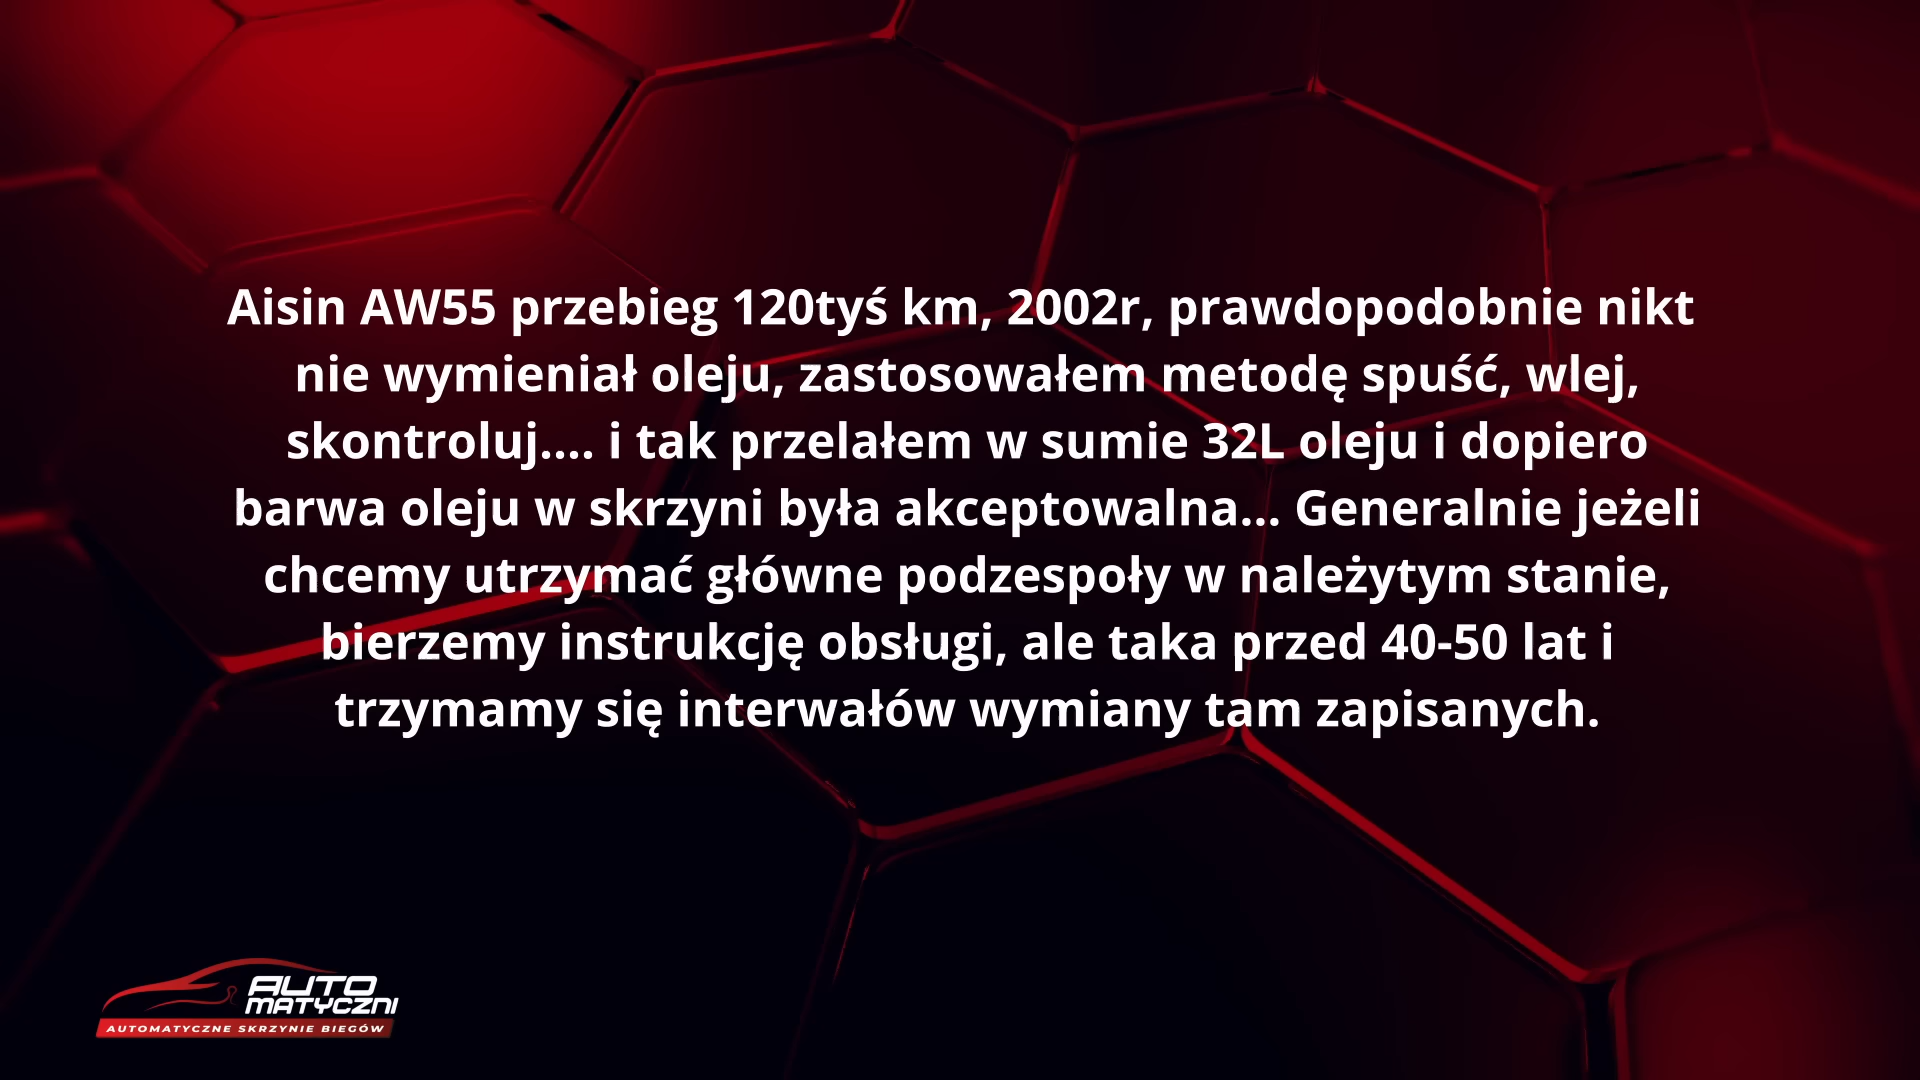 Aisin AW55 przebieg 120tyś km, 2002r, prawdopodobnie nikt
nie wymieniał oleju, zastosowałem metodę spuść, wlej,
skontroluj.... i tak przelałem w sumie 32L oleju i dopiero
barwa oleju w skrzyni była akceptowalna... Generalnie jeżeli
chcemy utrzymać główne podzespoły w należytym stanie,
bierzemy instrukcję obsługi, ale taka przed 40-50 lat i
trzymamy się interwałów wymiany tam zapisanych.
AUTO
MATYCZNI
AUTOMATYCZNE SKRZYNIE BIEGÓW